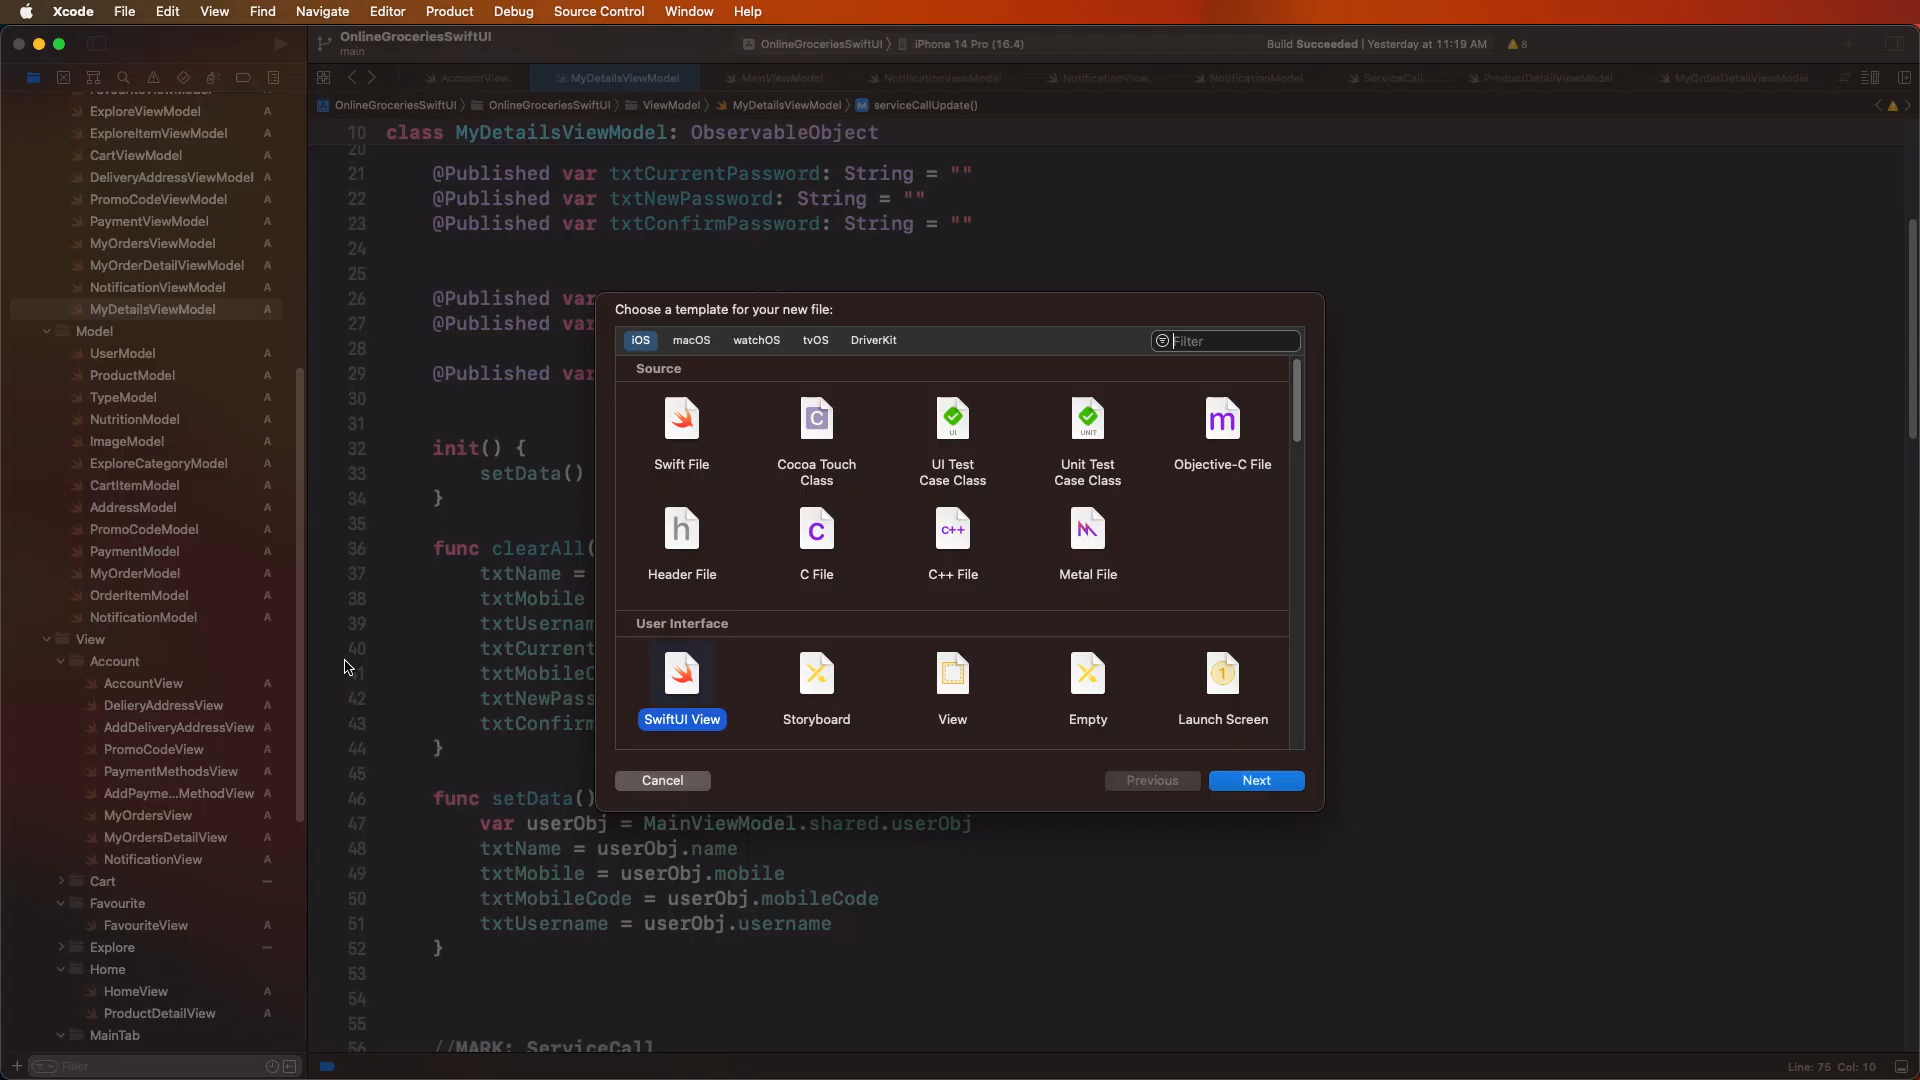 Xcode File Edit View Find Navigate Editor Product Debug Source Control Window Help
OnlineGroceriesSwiftUI
main
OnlineGroceriesSwiftUI iPhone 14 Pro (16.4)
Build Succeeded | Yesterday at 11:19 AM 8
AccountView MyDetailsViewModel MainViewModel NotificationViewModel NotificationView NotificationModel ServiceCall ProductDetailViewModel MyOrderDetailViewModel
OnlineGroceriesSwiftUI OnlineGroceriesSwiftUI ViewModel MyDetailsViewModel M serviceCallUpdate()
FavouriteViewModel
ExploreViewModel A
ExploreItemViewModel A
CartViewModel A
DeliveryAddressViewModel A
PromoCodeViewModel A
PaymentViewModel A
MyOrdersViewModel A
MyOrderDetailViewModel A
NotificationViewModel A
MyDetailsViewModel A
Model
UserModel A
ProductModel A
TypeModel A
NutritionModel A
ImageModel A
ExploreCategoryModel A
CartItemModel A
AddressModel A
PromoCodeModel A
PaymentModel A
MyOrderModel A
OrderItemModel A
NotificationModel A
View
Account
AccountView A
DelieryAddressView A
AddDeliveryAddressView A
PromoCodeView A
PaymentMethodsView A
AddPayme...MethodView A
MyOrdersView A
MyOrdersDetailView A
NotificationView A
Cart
Favourite
FavouriteView A
Explore
Home
HomeView A
ProductDetailView A
MainTab
Filter
10 class MyDetailsViewModel: ObservableObject
20
21 @Published var txtCurrentPassword: String = ""
22 @Published var txtNewPassword: String = ""
23 @Published var txtConfirmPassword: String = ""
24
25
26 @Published var
27 @Published var
28
29 @Published var
30
31
32 init() {
33 setData()
34 }
35
36 func clearAll(
37 txtName =
38 txtMobile
39 txtUsernam
40 txtCurrent
41 txtMobileC
42 txtNewPass
43 txtConfirm
44 }
45
46 func setData()
47 var userObj = MainViewModel.shared.userObj
48 txtName = userObj.name
49 txtMobile = userObj.mobile
50 txtMobileCode = userObj.mobileCode
51 txtUsername = userObj.username
52 }
53
54
55
56 //MARK: ServiceCall
Choose a template for your new file:
iOS macOS watchOS tvOS DriverKit Filter
Source
Swift File
Cocoa Touch Class
UI
UI Test Case Class
UNIT
Unit Test Case Class
m
Objective-C File
h
Header File
C
C File
C++
C++ File
Metal File
User Interface
SwiftUI View
Storyboard
View
Empty
1
Launch Screen
Cancel Previous Next
Line: 75 Col: 10